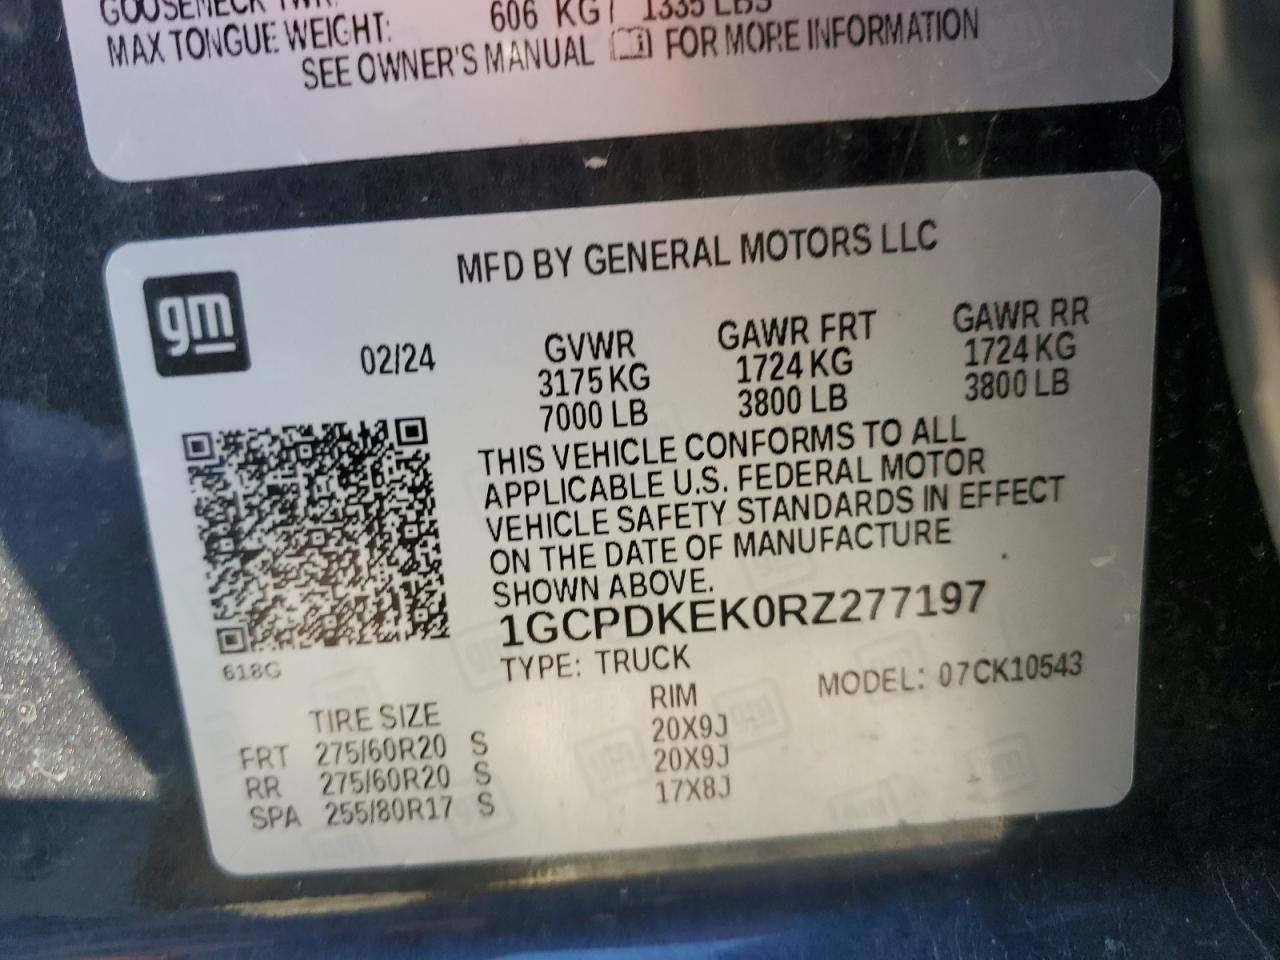 GOOSENECK TWR:
MAX TONGUE WEIGHT: 606 KG / 1335 LBS
SEE OWNER'S MANUAL FOR MORE INFORMATION
MFD BY GENERAL MOTORS LLC
gm
02/24 GVWR GAWR FRT GAWR RR
3175 KG 1724 KG 1724 KG
7000 LB 3800 LB 3800 LB
THIS VEHICLE CONFORMS TO ALL
APPLICABLE U.S. FEDERAL MOTOR
VEHICLE SAFETY STANDARDS IN EFFECT
ON THE DATE OF MANUFACTURE
SHOWN ABOVE.
1GCPDKEK0RZ277197
618G
TYPE: TRUCK MODEL: 07CK10543
TIRE SIZE RIM
FRT 275/60R20 S 20X9J
RR 275/60R20 S 20X9J
SPA 255/80R17 S 17X8J